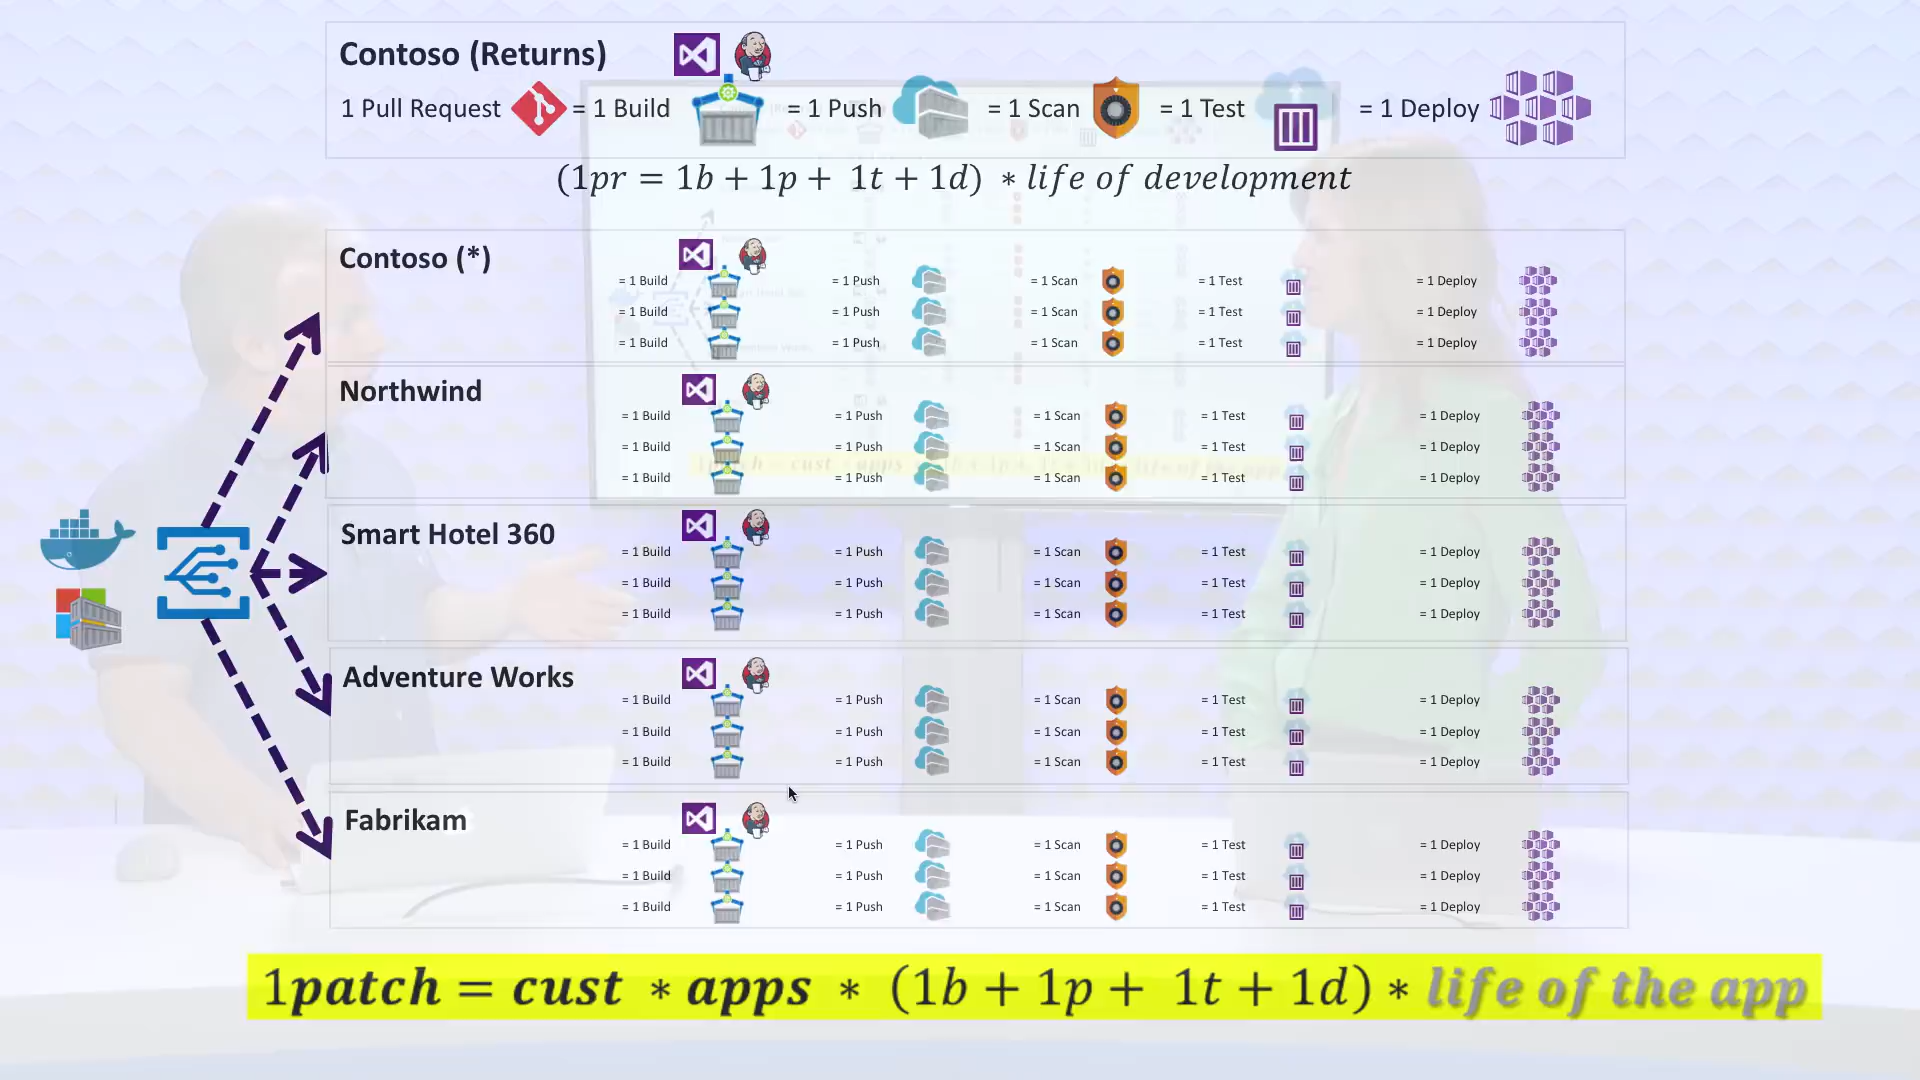 Contoso (Returns)
1 Pull Request = 1 Build = 1 Push = 1 Scan = 1 Test = 1 Deploy
(1pr = 1b + 1p + 1t + 1d) * life of development
Contoso (*)
= 1 Build = 1 Push = 1 Scan = 1 Test = 1 Deploy
= 1 Build = 1 Push = 1 Scan = 1 Test = 1 Deploy
= 1 Build = 1 Push = 1 Scan = 1 Test = 1 Deploy
Northwind
= 1 Build = 1 Push = 1 Scan = 1 Test = 1 Deploy
= 1 Build = 1 Push = 1 Scan = 1 Test = 1 Deploy
= 1 Build = 1 Push = 1 Scan = 1 Test = 1 Deploy
Smart Hotel 360
= 1 Build = 1 Push = 1 Scan = 1 Test = 1 Deploy
= 1 Build = 1 Push = 1 Scan = 1 Test = 1 Deploy
= 1 Build = 1 Push = 1 Scan = 1 Test = 1 Deploy
Adventure Works
= 1 Build = 1 Push = 1 Scan = 1 Test = 1 Deploy
= 1 Build = 1 Push = 1 Scan = 1 Test = 1 Deploy
= 1 Build = 1 Push = 1 Scan = 1 Test = 1 Deploy
Fabrikam
= 1 Build = 1 Push = 1 Scan = 1 Test = 1 Deploy
= 1 Build = 1 Push = 1 Scan = 1 Test = 1 Deploy
= 1 Build = 1 Push = 1 Scan = 1 Test = 1 Deploy
1patch = cust * apps * (1b + 1p + 1t + 1d) * life of the app